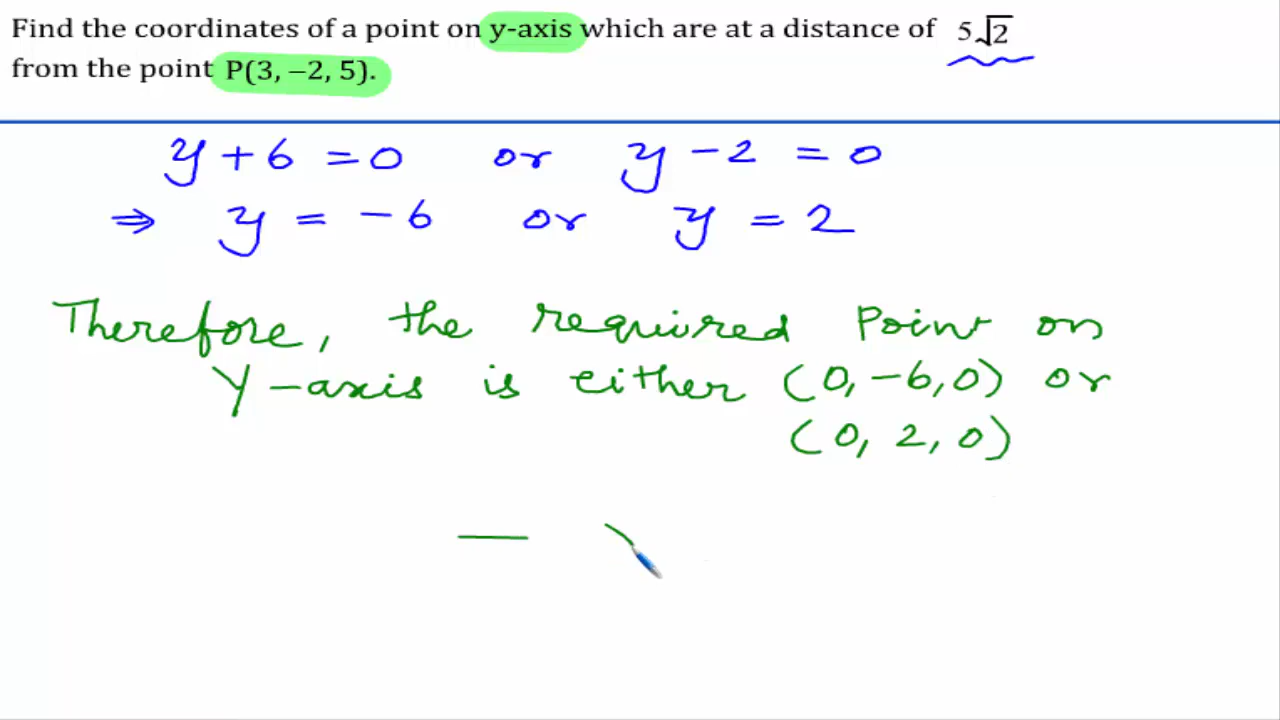 Find the coordinates of a point on y-axis which are at a distance of 5√2
from the point P(3, −2, 5).
y + 6 = 0 or y − 2 = 0
⇒ y = − 6 or y = 2
Therefore, the required point on
Y-axis is either (0, −6, 0) or
(0, 2, 0)